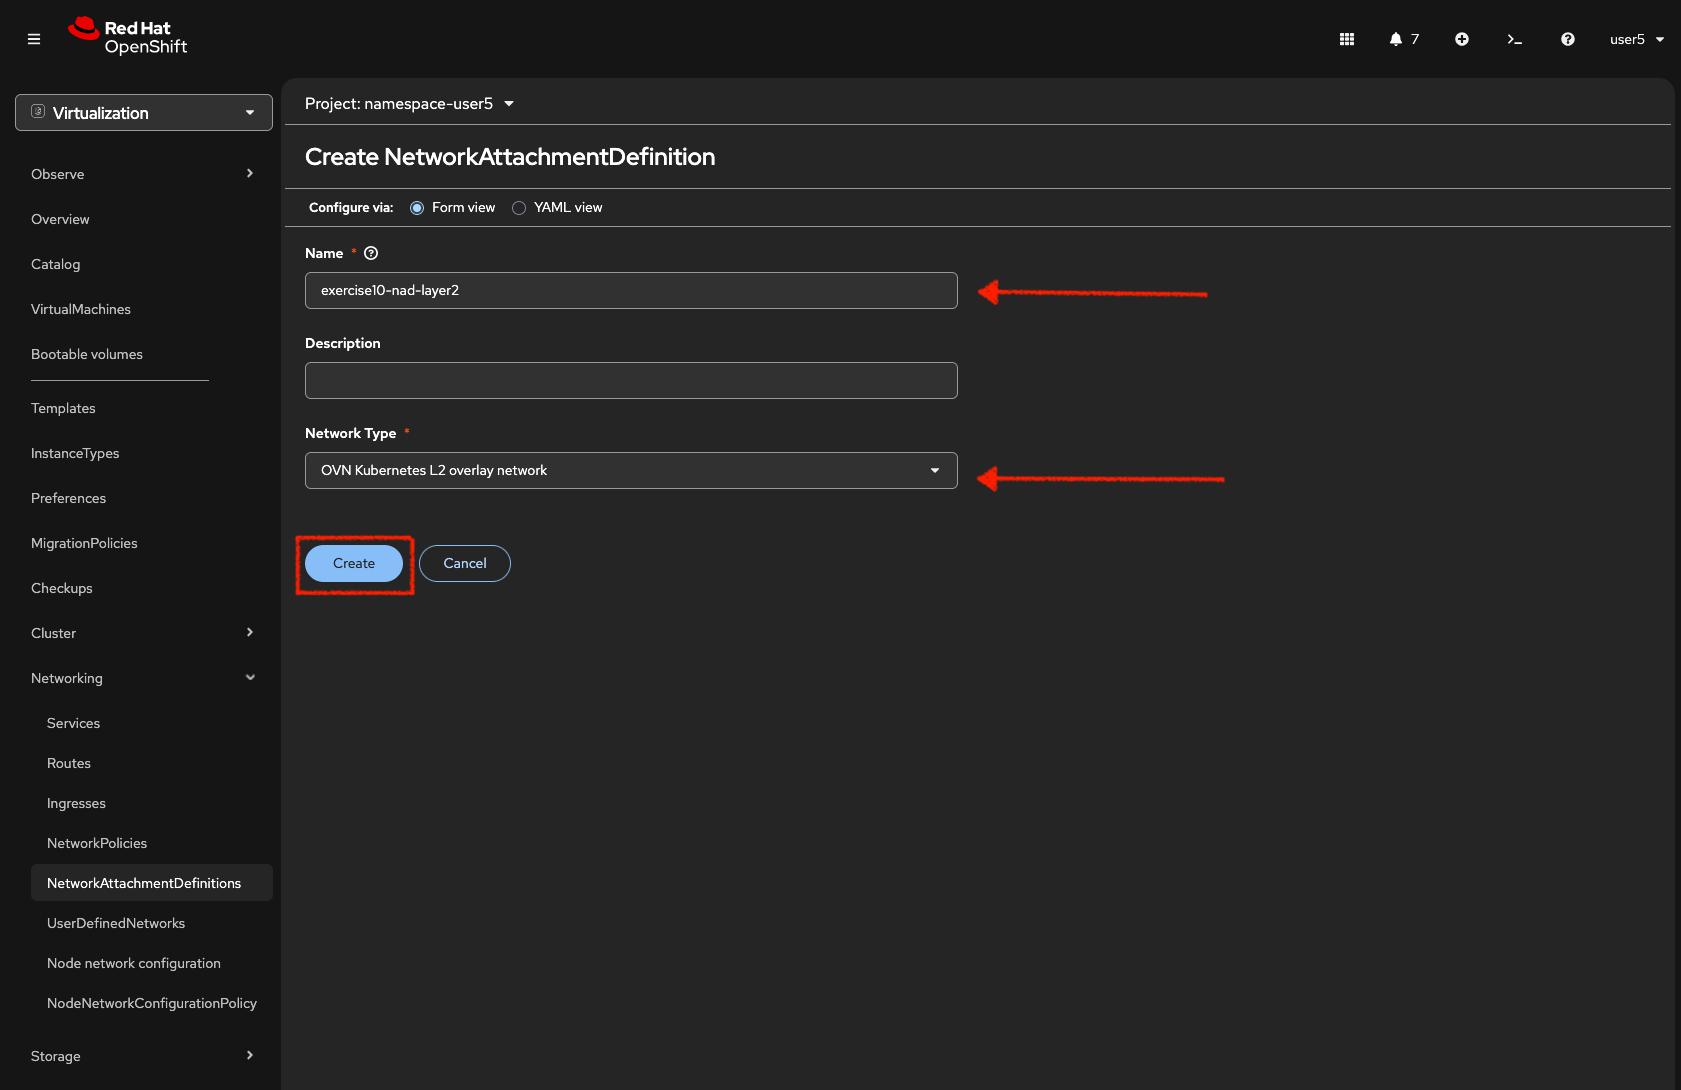 Red Hat
OpenShift
7
user5
Virtualization
Project: namespace-user5
Create NetworkAttachmentDefinition
Configure via:
Form view
YAML view
Name *
exercise10-nad-layer2
Description
Network Type *
OVN Kubernetes L2 overlay network
Create
Cancel
Observe
Overview
Catalog
VirtualMachines
Bootable volumes
Templates
InstanceTypes
Preferences
MigrationPolicies
Checkups
Cluster
Networking
Services
Routes
Ingresses
NetworkPolicies
NetworkAttachmentDefinitions
UserDefinedNetworks
Node network configuration
NodeNetworkConfigurationPolicy
Storage